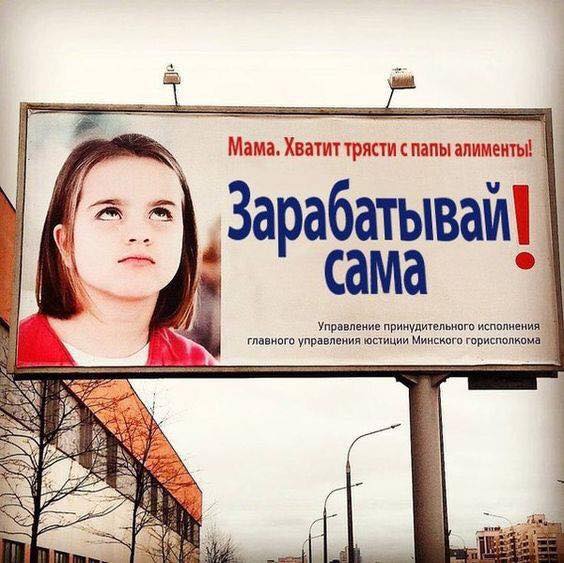 Мама. Хватит трясти с папы алименты!
Зарабатывай!
сама
Управление принудительного исполнения
главного управления юстиции Минского горисполкома